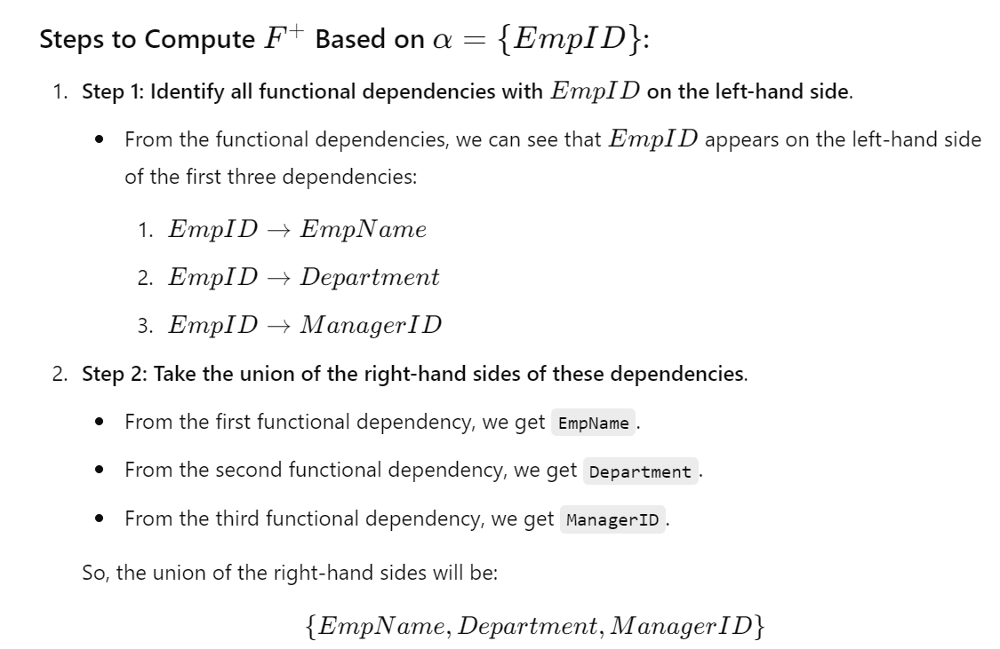 Steps to Compute F⁺ Based on α = {EmpID}:
1. Step 1: Identify all functional dependencies with EmpID on the left-hand side.
• From the functional dependencies, we can see that EmpID appears on the left-hand side
of the first three dependencies:
1. EmpID → EmpName
2. EmpID → Department
3. EmpID → ManagerID
2. Step 2: Take the union of the right-hand sides of these dependencies.
• From the first functional dependency, we get EmpName .
• From the second functional dependency, we get Department .
• From the third functional dependency, we get ManagerID .
So, the union of the right-hand sides will be:
{EmpName, Department, ManagerID}